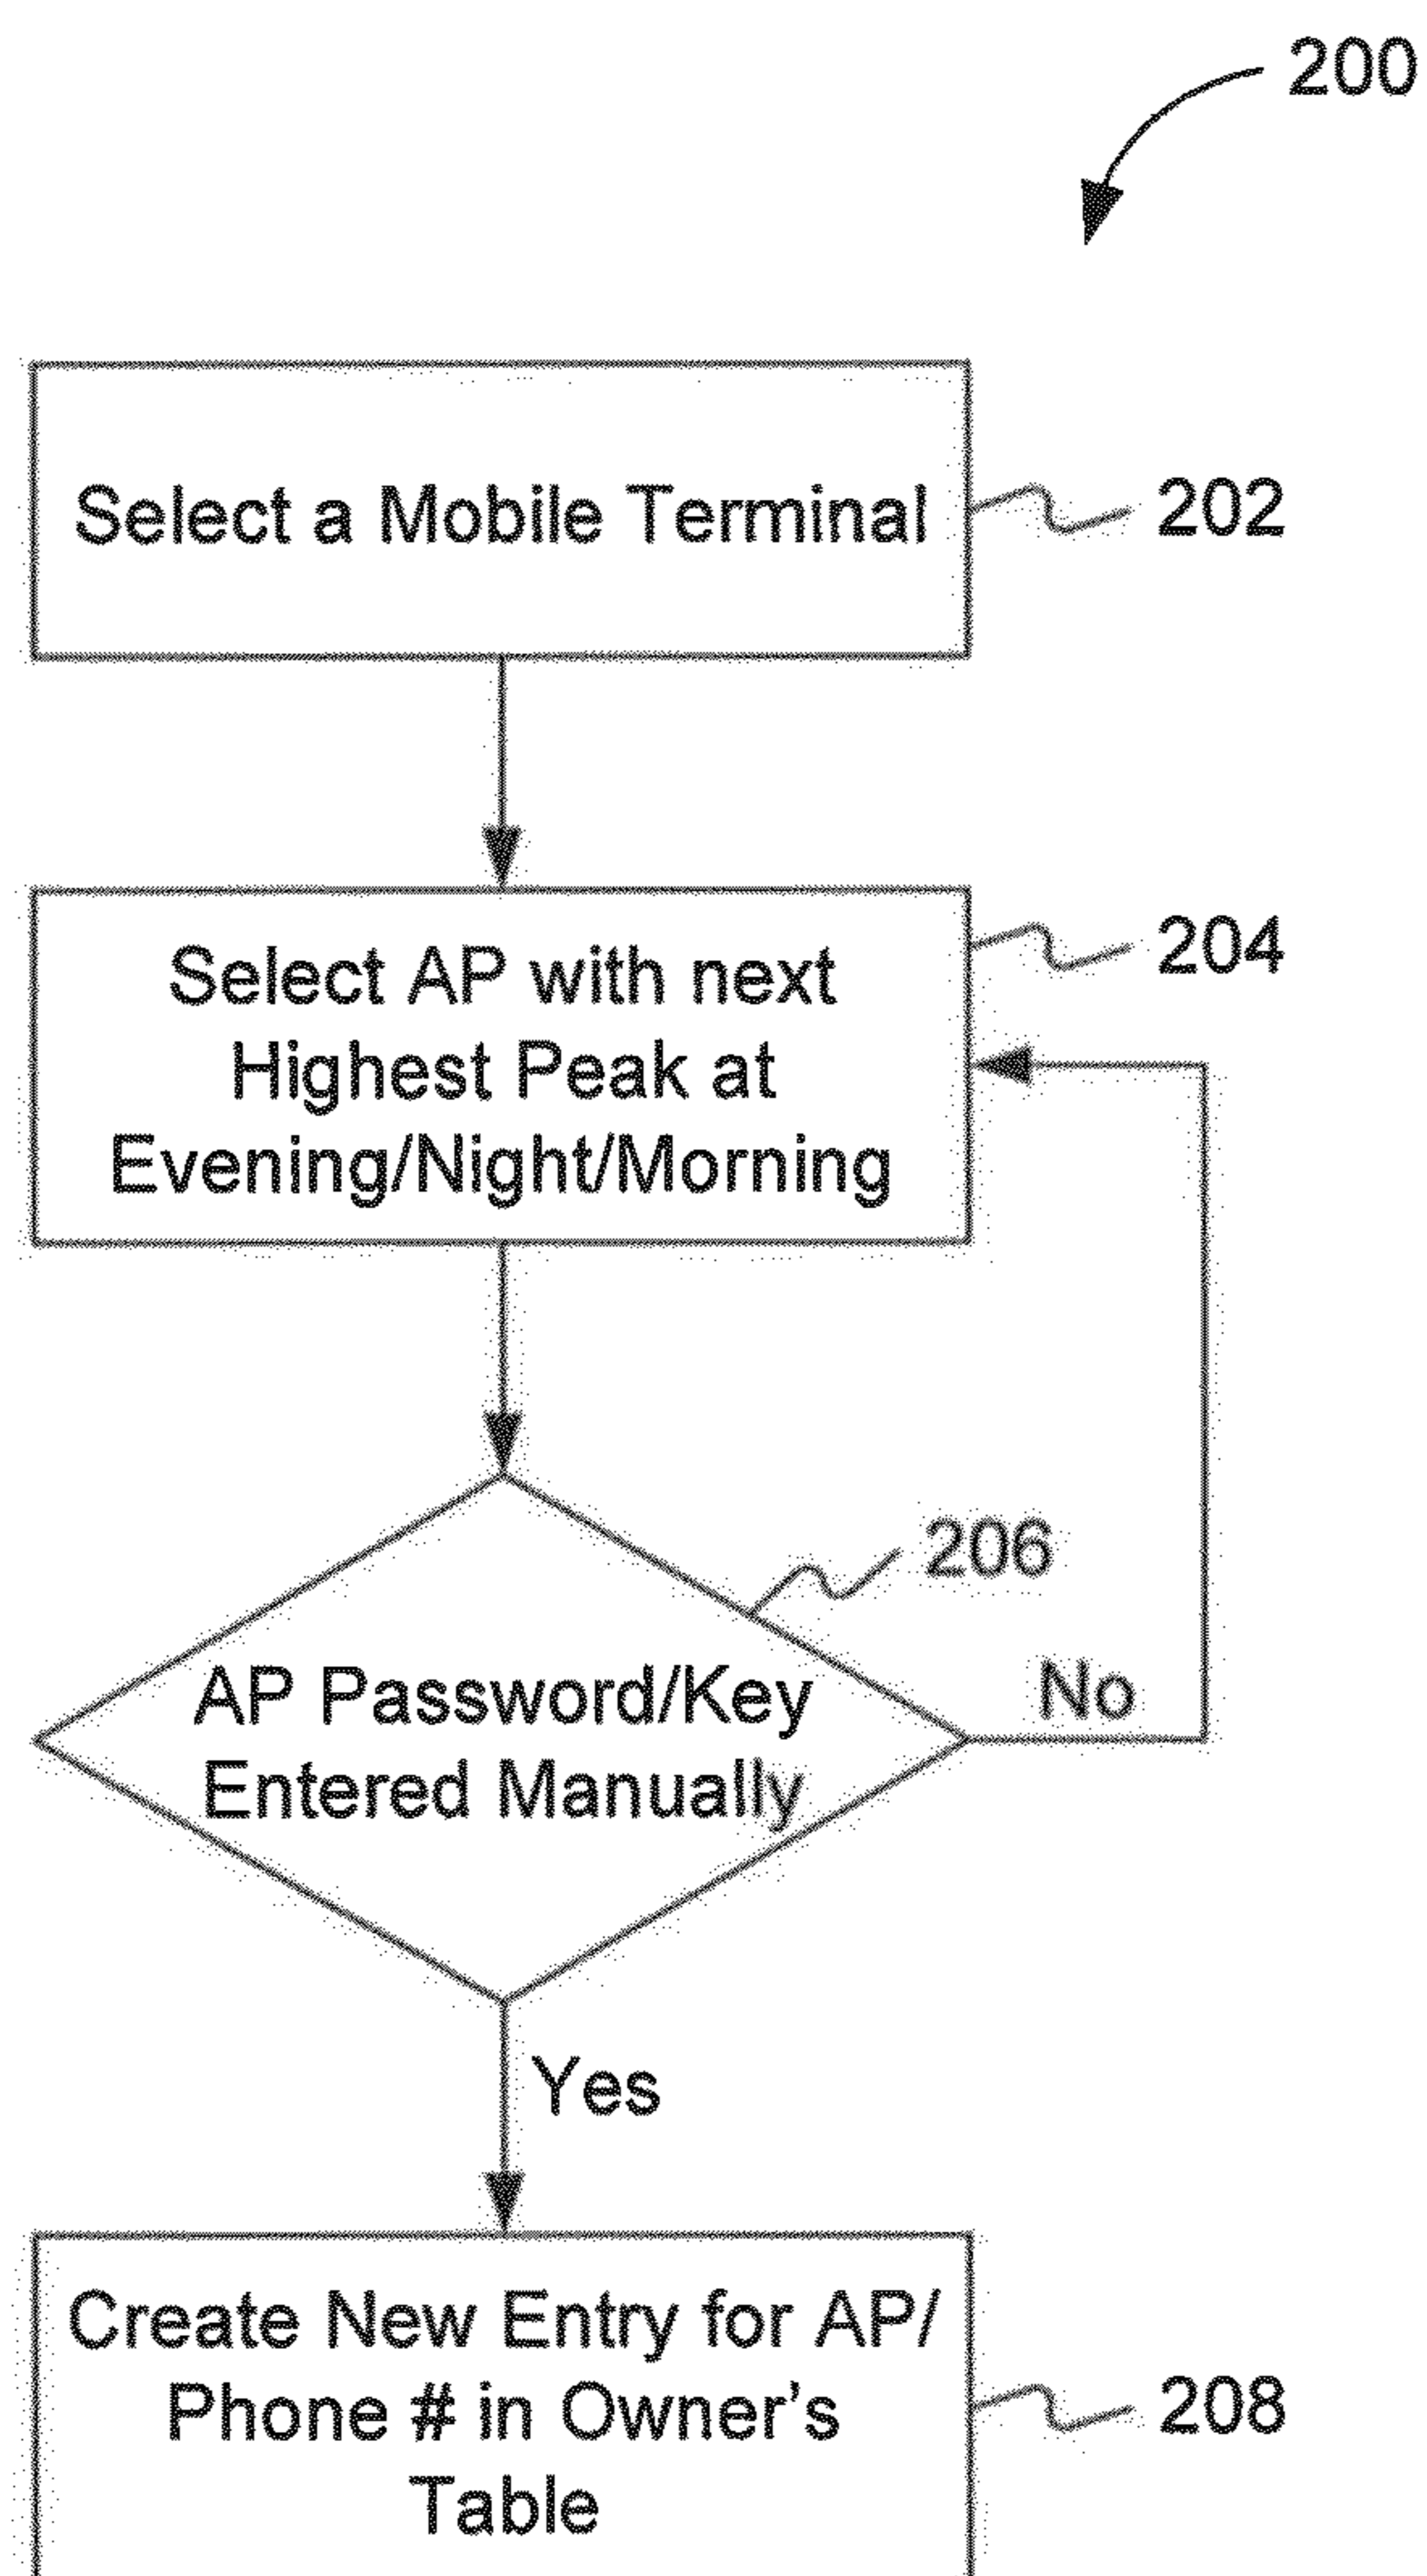 200
Select a Mobile Terminal
202
Select AP with next
Highest Peak at
Evening/Night/Morning
204
AP Password/Key
Entered Manually
206
No
Yes
Create New Entry for AP/
Phone # in Owner's
Table
208